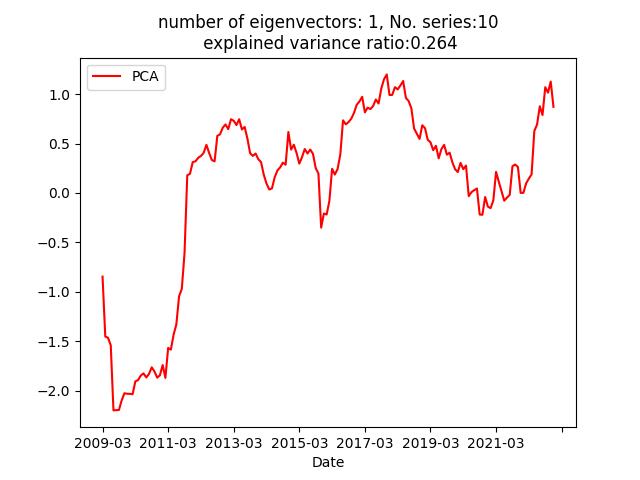 number of eigenvectors: 1, No. series:10
explained variance ratio:0.264
PCA
1.0
0.5
0.0
−0.5
−1.0
−1.5
−2.0
2009-03 2011-03 2013-03 2015-03 2017-03 2019-03 2021-03
Date